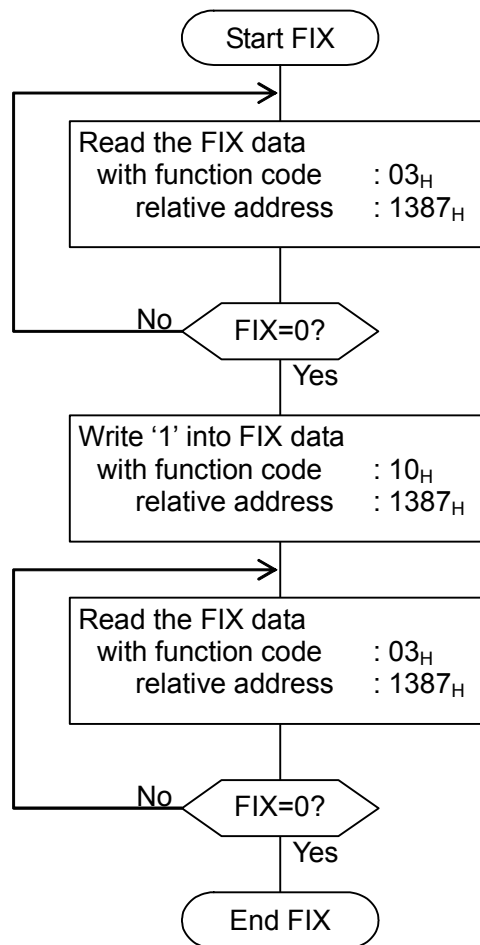 Start FIX
Read the FIX data
with function code : 03H
relative address : 1387H
No
FIX=0?
Yes
Write ‘1’ into FIX data
with function code : 10H
relative address : 1387H
Read the FIX data
with function code : 03H
relative address : 1387H
No
FIX=0?
Yes
End FIX